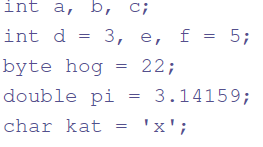 int a, b, c;
int d = 3, e, f = 5;
byte hog = 22;
double pi = 3.14159;
char kat = 'x';